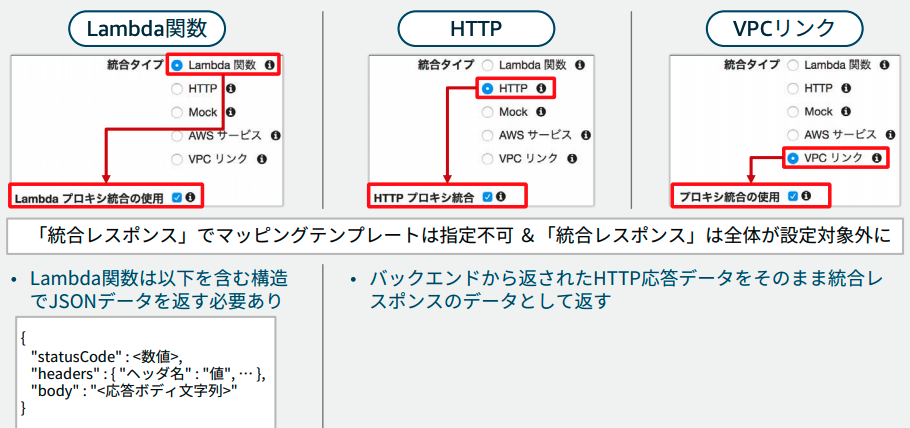 Lambda関数
統合タイプ
Lambda 関数
HTTP
Mock
AWS サービス
VPC リンク
Lambda プロキシ統合の使用
HTTP
統合タイプ
Lambda 関数
HTTP
Mock
AWS サービス
VPC リンク
HTTP プロキシ統合
VPCリンク
統合タイプ
Lambda 関数
HTTP
Mock
AWS サービス
VPC リンク
プロキシ統合の使用
「統合レスポンス」でマッピングテンプレートは指定不可 &「統合レスポンス」は全体が設定対象外に
• Lambda関数は以下を含む構造
でJSONデータを返す必要あり
{
"statusCode" : <数値>,
"headers" : { "ヘッダ名" : "値", … },
"body" : "<応答ボディ文字列>"
}
• バックエンドから返されたHTTP応答データをそのまま統合レ
スポンスのデータとして返す